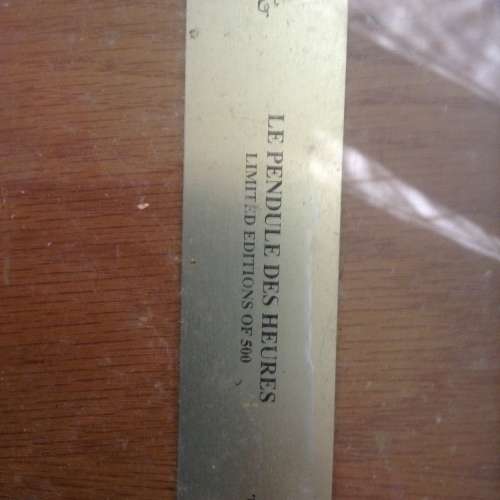 LE PENDULE DES HEURES
LIMITED EDITIONS OF 500